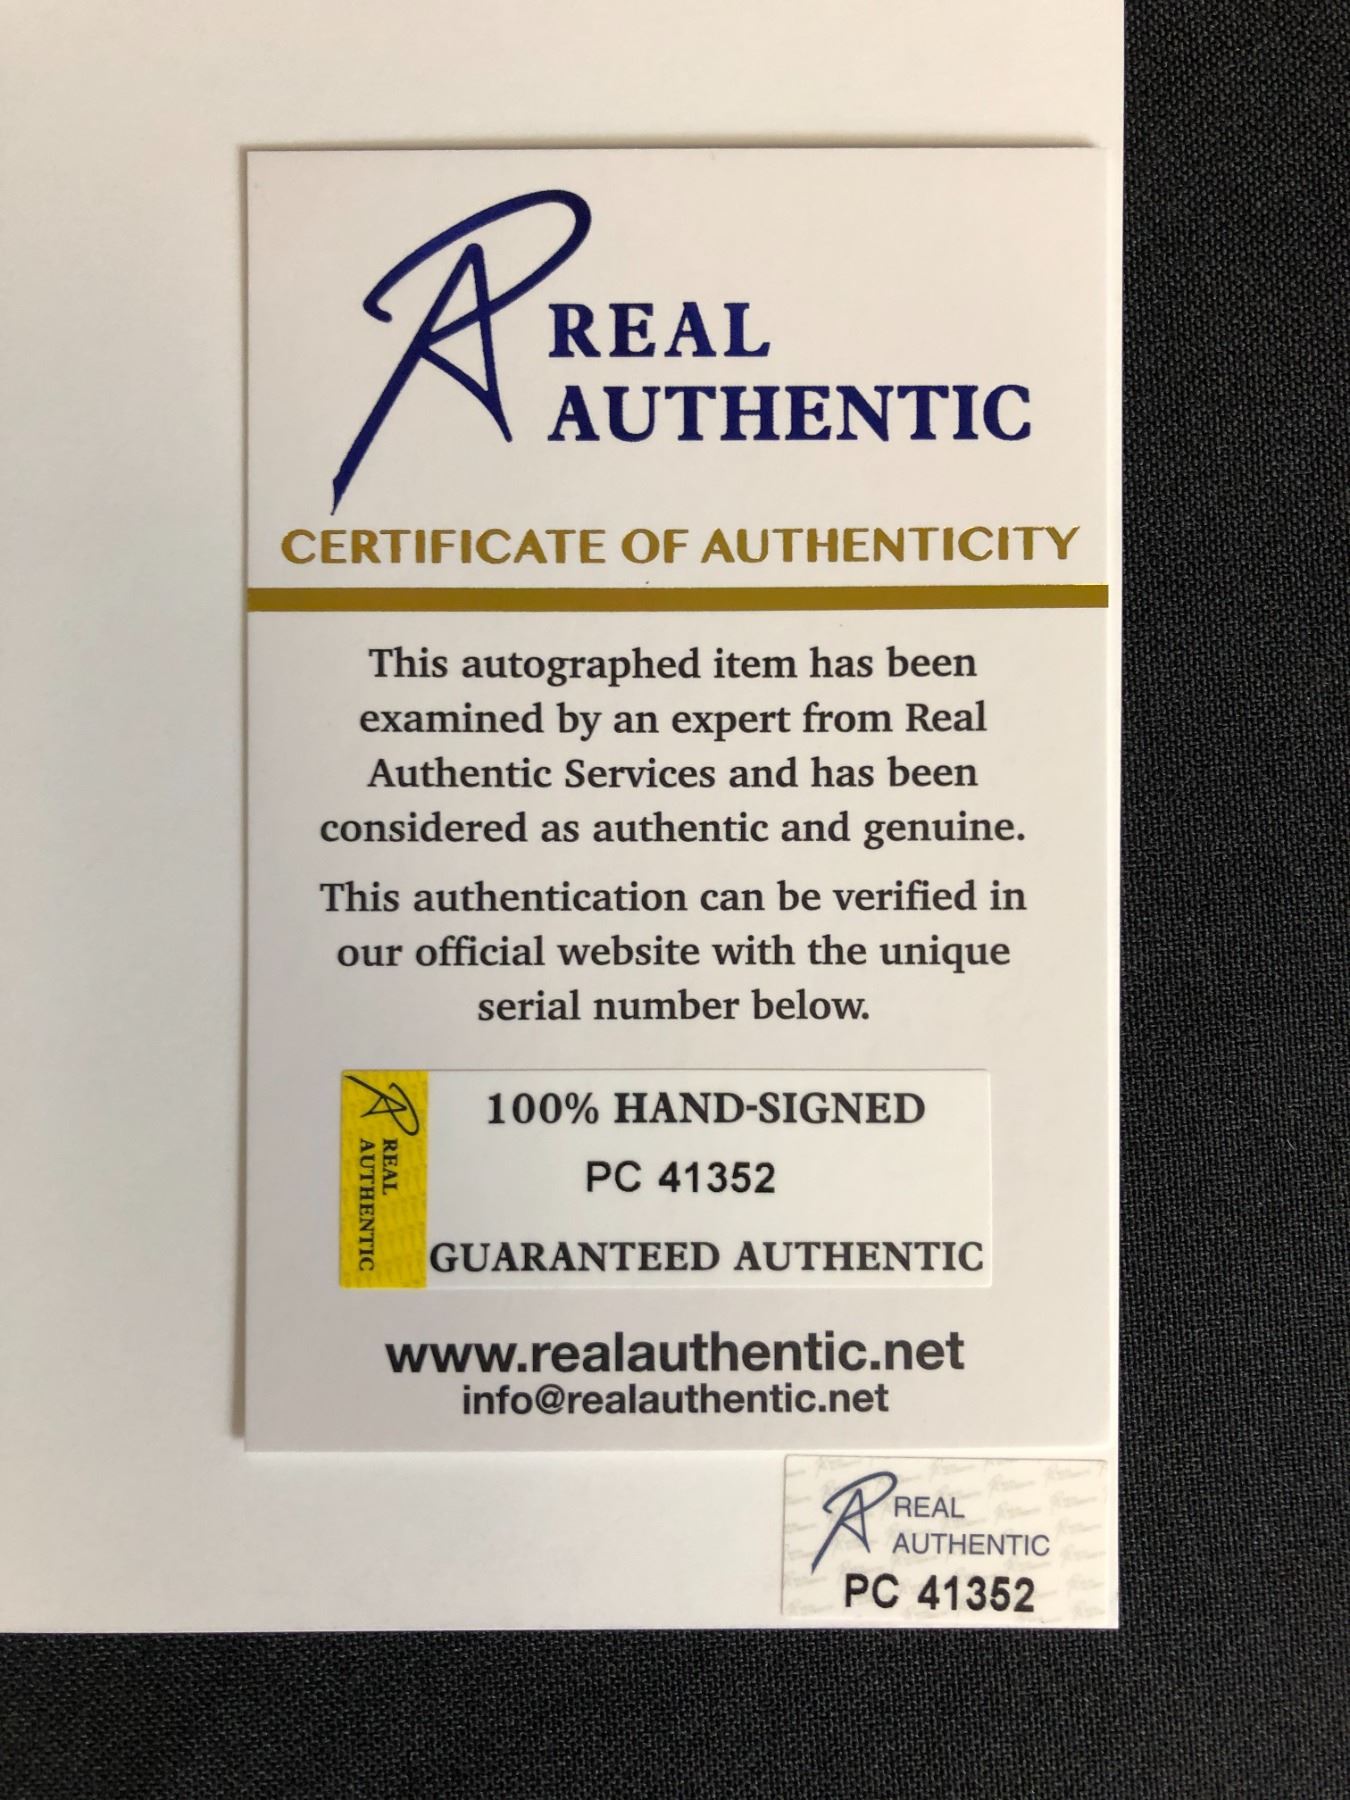 REAL
AUTHENTIC
CERTIFICATE OF AUTHENTICITY
This autographed item has been
examined by an expert from Real
Authentic Services and has been
considered as authentic and genuine.
This authentication can be verified in
our official website with the unique
serial number below.
REAL
AUTHENTIC
100% HAND-SIGNED
PC 41352
GUARANTEED AUTHENTIC
www.realauthentic.net
info@realauthentic.net
REAL
AUTHENTIC
PC 41352